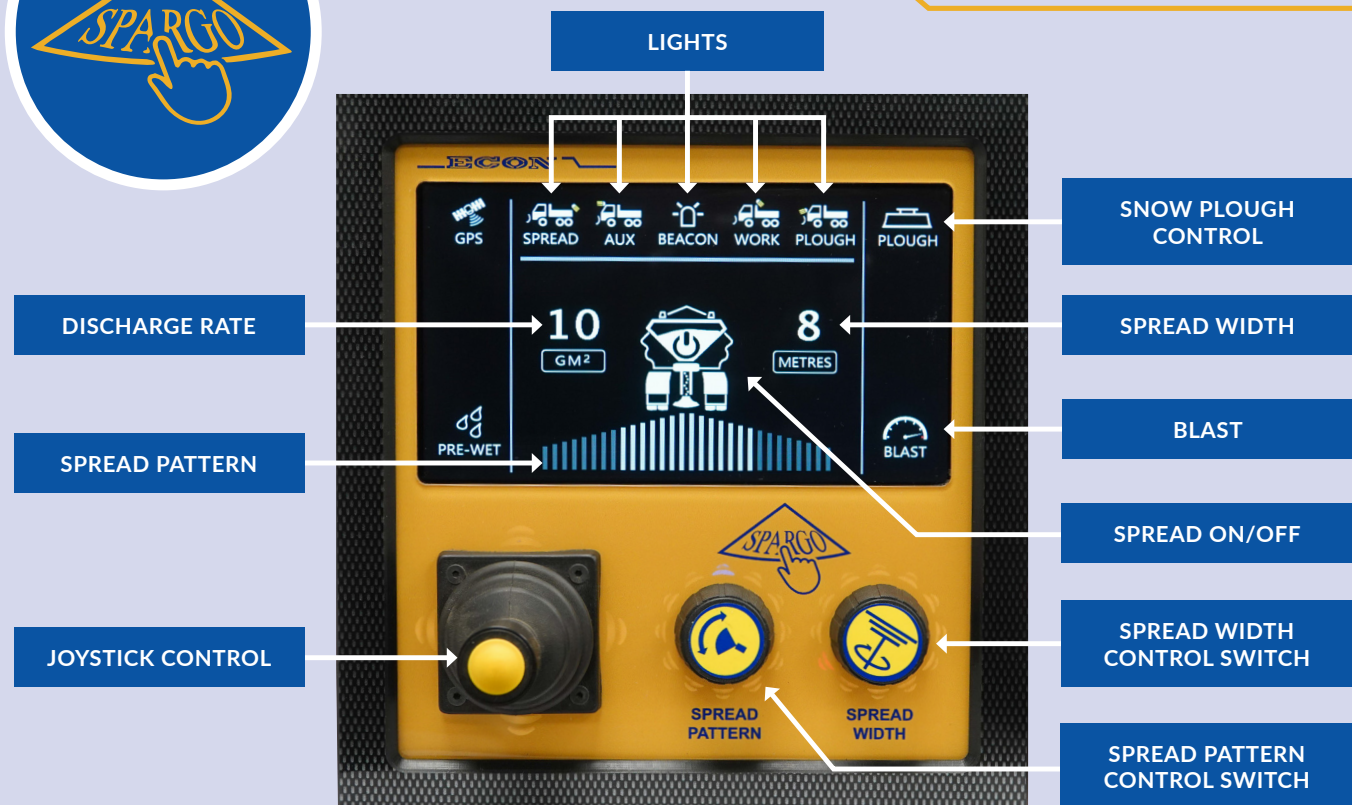 SPARGO
LIGHTS
ECON
GPS
SPREAD
AUX
BEACON
WORK
PLOUGH
PLOUGH
SNOW PLOUGH
CONTROL
DISCHARGE RATE
10
GM²
8
METRES
SPREAD WIDTH
BLAST
PRE-WET
BLAST
SPREAD PATTERN
SPARGO
SPREAD ON/OFF
JOYSTICK CONTROL
SPREAD WIDTH
CONTROL SWITCH
SPREAD
PATTERN
SPREAD
WIDTH
SPREAD PATTERN
CONTROL SWITCH